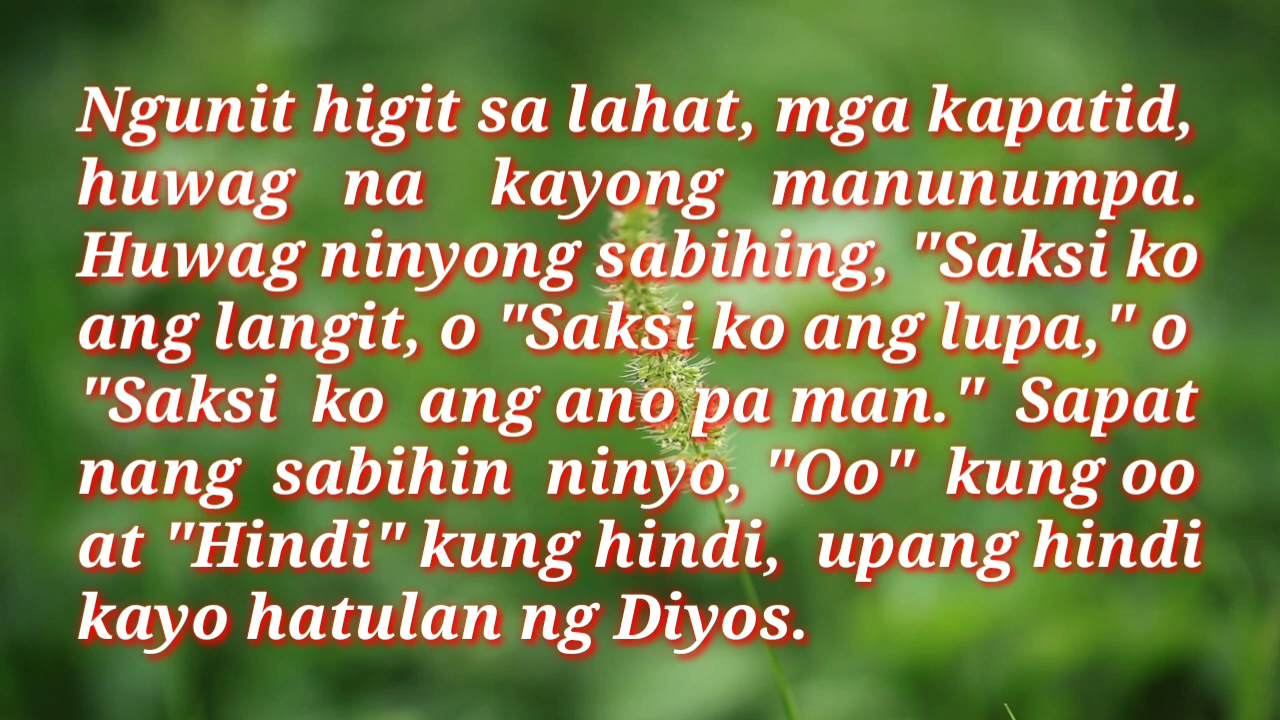 Ngunit higit sa lahat, mga kapatid,
huwag na kayong manunumpa.
Huwag ninyong sabihing, "Saksi ko
ang langit, o "Saksi ko ang lupa," o
"Saksi ko ang ano pa man." Sapat
nang sabihin ninyo, "Oo" kung oo
at "Hindi" kung hindi, upang hindi
kayo hatulan ng Diyos.